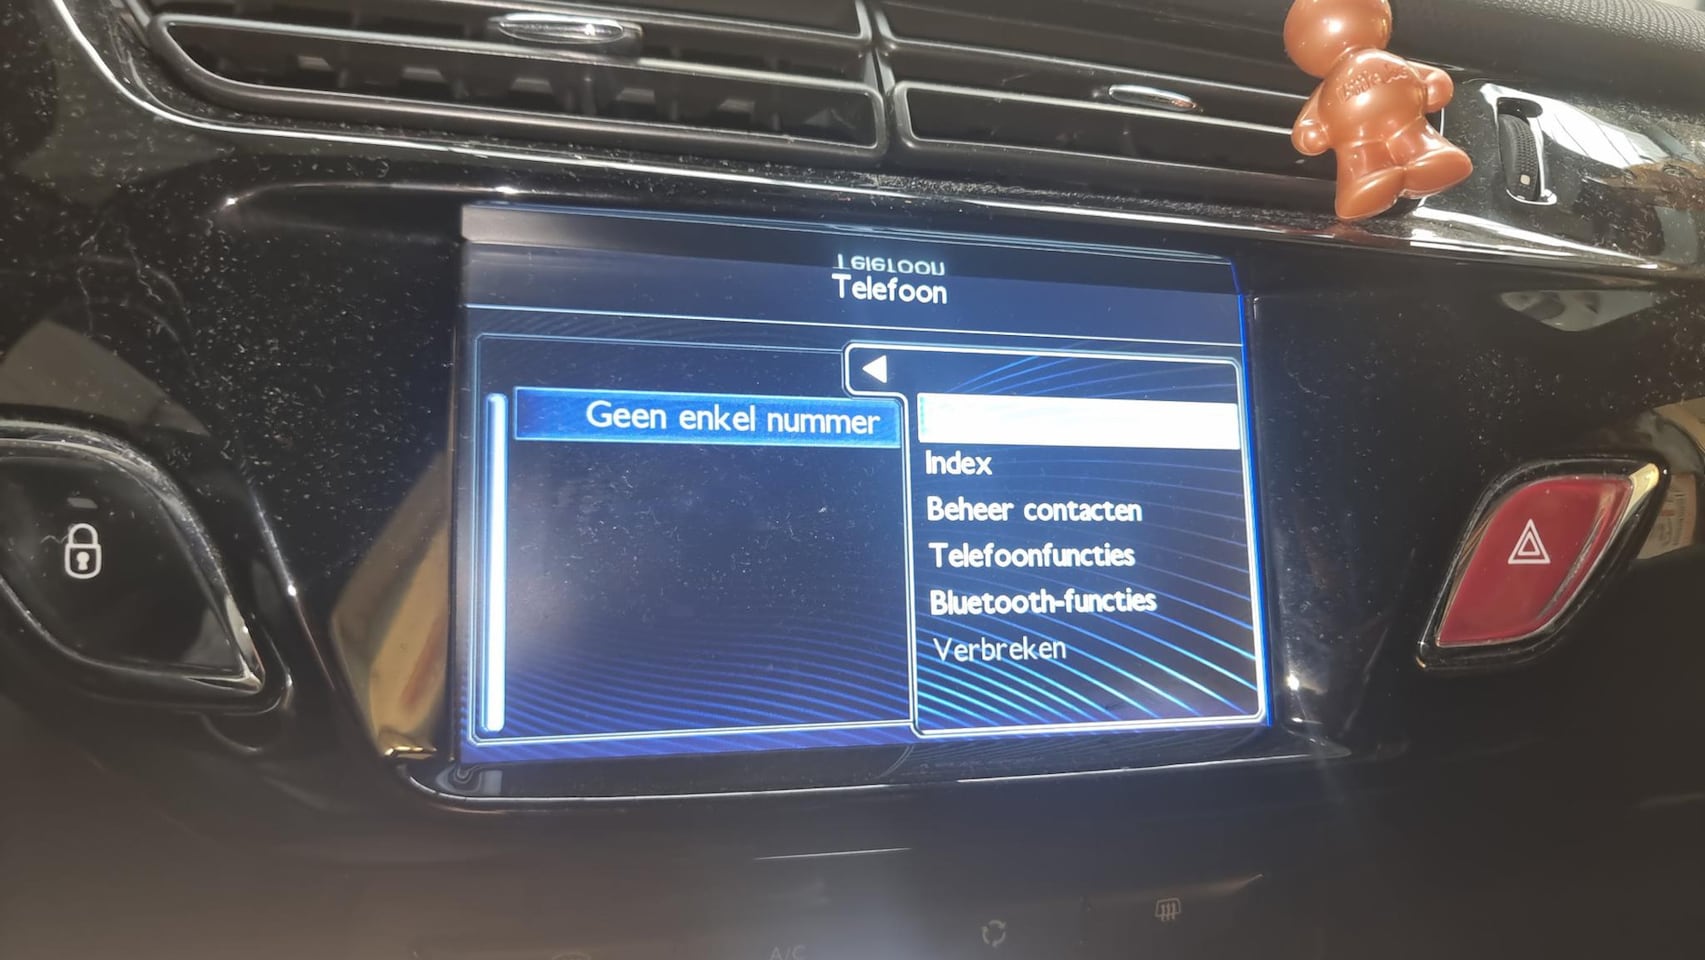 Telefoon
Telefoon
Geen enkel nummer
Index
Beheer contacten
Telefoonfuncties
Bluetooth-functies
Verbreken
A/C